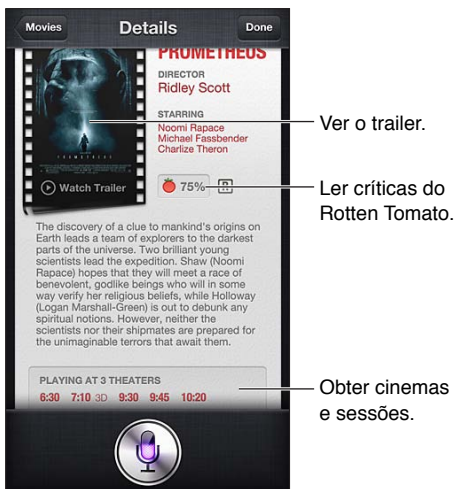 Movies
Details
Done
PROMETHEUS
DIRECTOR
Ridley Scott
STARRING
Noomi Rapace
Michael Fassbender
Charlize Theron
PROMETHEUS
Watch Trailer
75%
R
The discovery of a clue to mankind's origins on
Earth leads a team of explorers to the darkest
parts of the universe. Two brilliant young
scientists lead the expedition. Shaw (Noomi
Rapace) hopes that they will meet a race of
benevolent, godlike beings who will in some
way verify her religious beliefs, while Holloway
(Logan Marshall-Green) is out to debunk any
spiritual notions. However, neither the
scientists nor their shipmates are prepared for
the unimaginable terrors that await them.
PLAYING AT 3 THEATERS
6:30 7:10 3D 9:30 9:45 10:20
Ver o trailer.
Ler críticas do
Rotten Tomato.
Obter cinemas
e sessões.